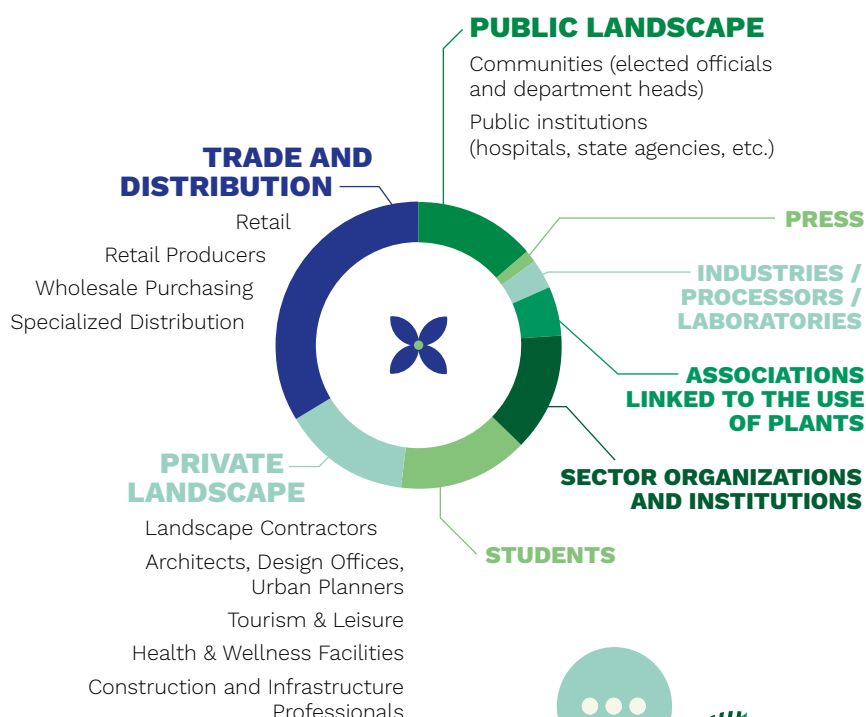 PUBLIC LANDSCAPE
Communities (elected officials
and department heads)
Public institutions
(hospitals, state agencies, etc.)
TRADE AND
DISTRIBUTION
Retail
Retail Producers
Wholesale Purchasing
Specialized Distribution
PRESS
INDUSTRIES /
PROCESSORS /
LABORATORIES
ASSOCIATIONS
LINKED TO THE USE
OF PLANTS
SECTOR ORGANIZATIONS
AND INSTITUTIONS
STUDENTS
PRIVATE
LANDSCAPE
Landscape Contractors
Architects, Design Offices,
Urban Planners
Tourism & Leisure
Health & Wellness Facilities
Construction and Infrastructure
Professionals